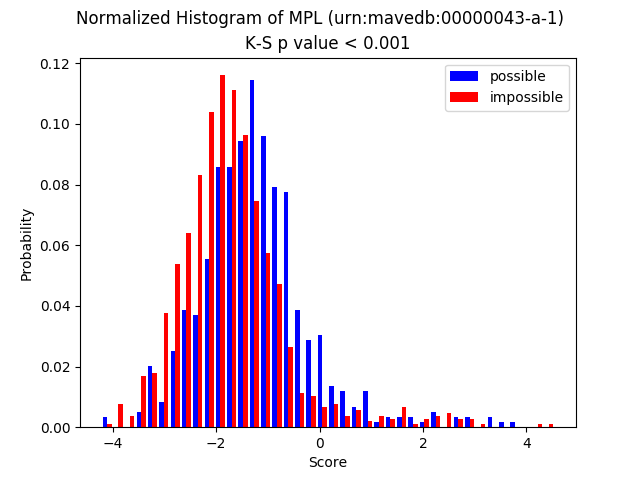 Normalized Histogram of MPL (urn:mavedb:00000043-a-1)
K-S p value < 0.001
possible
impossible
0.12
0.10
0.08
0.06
0.04
0.02
0.00
Probability
−4
−2
0
2
4
Score